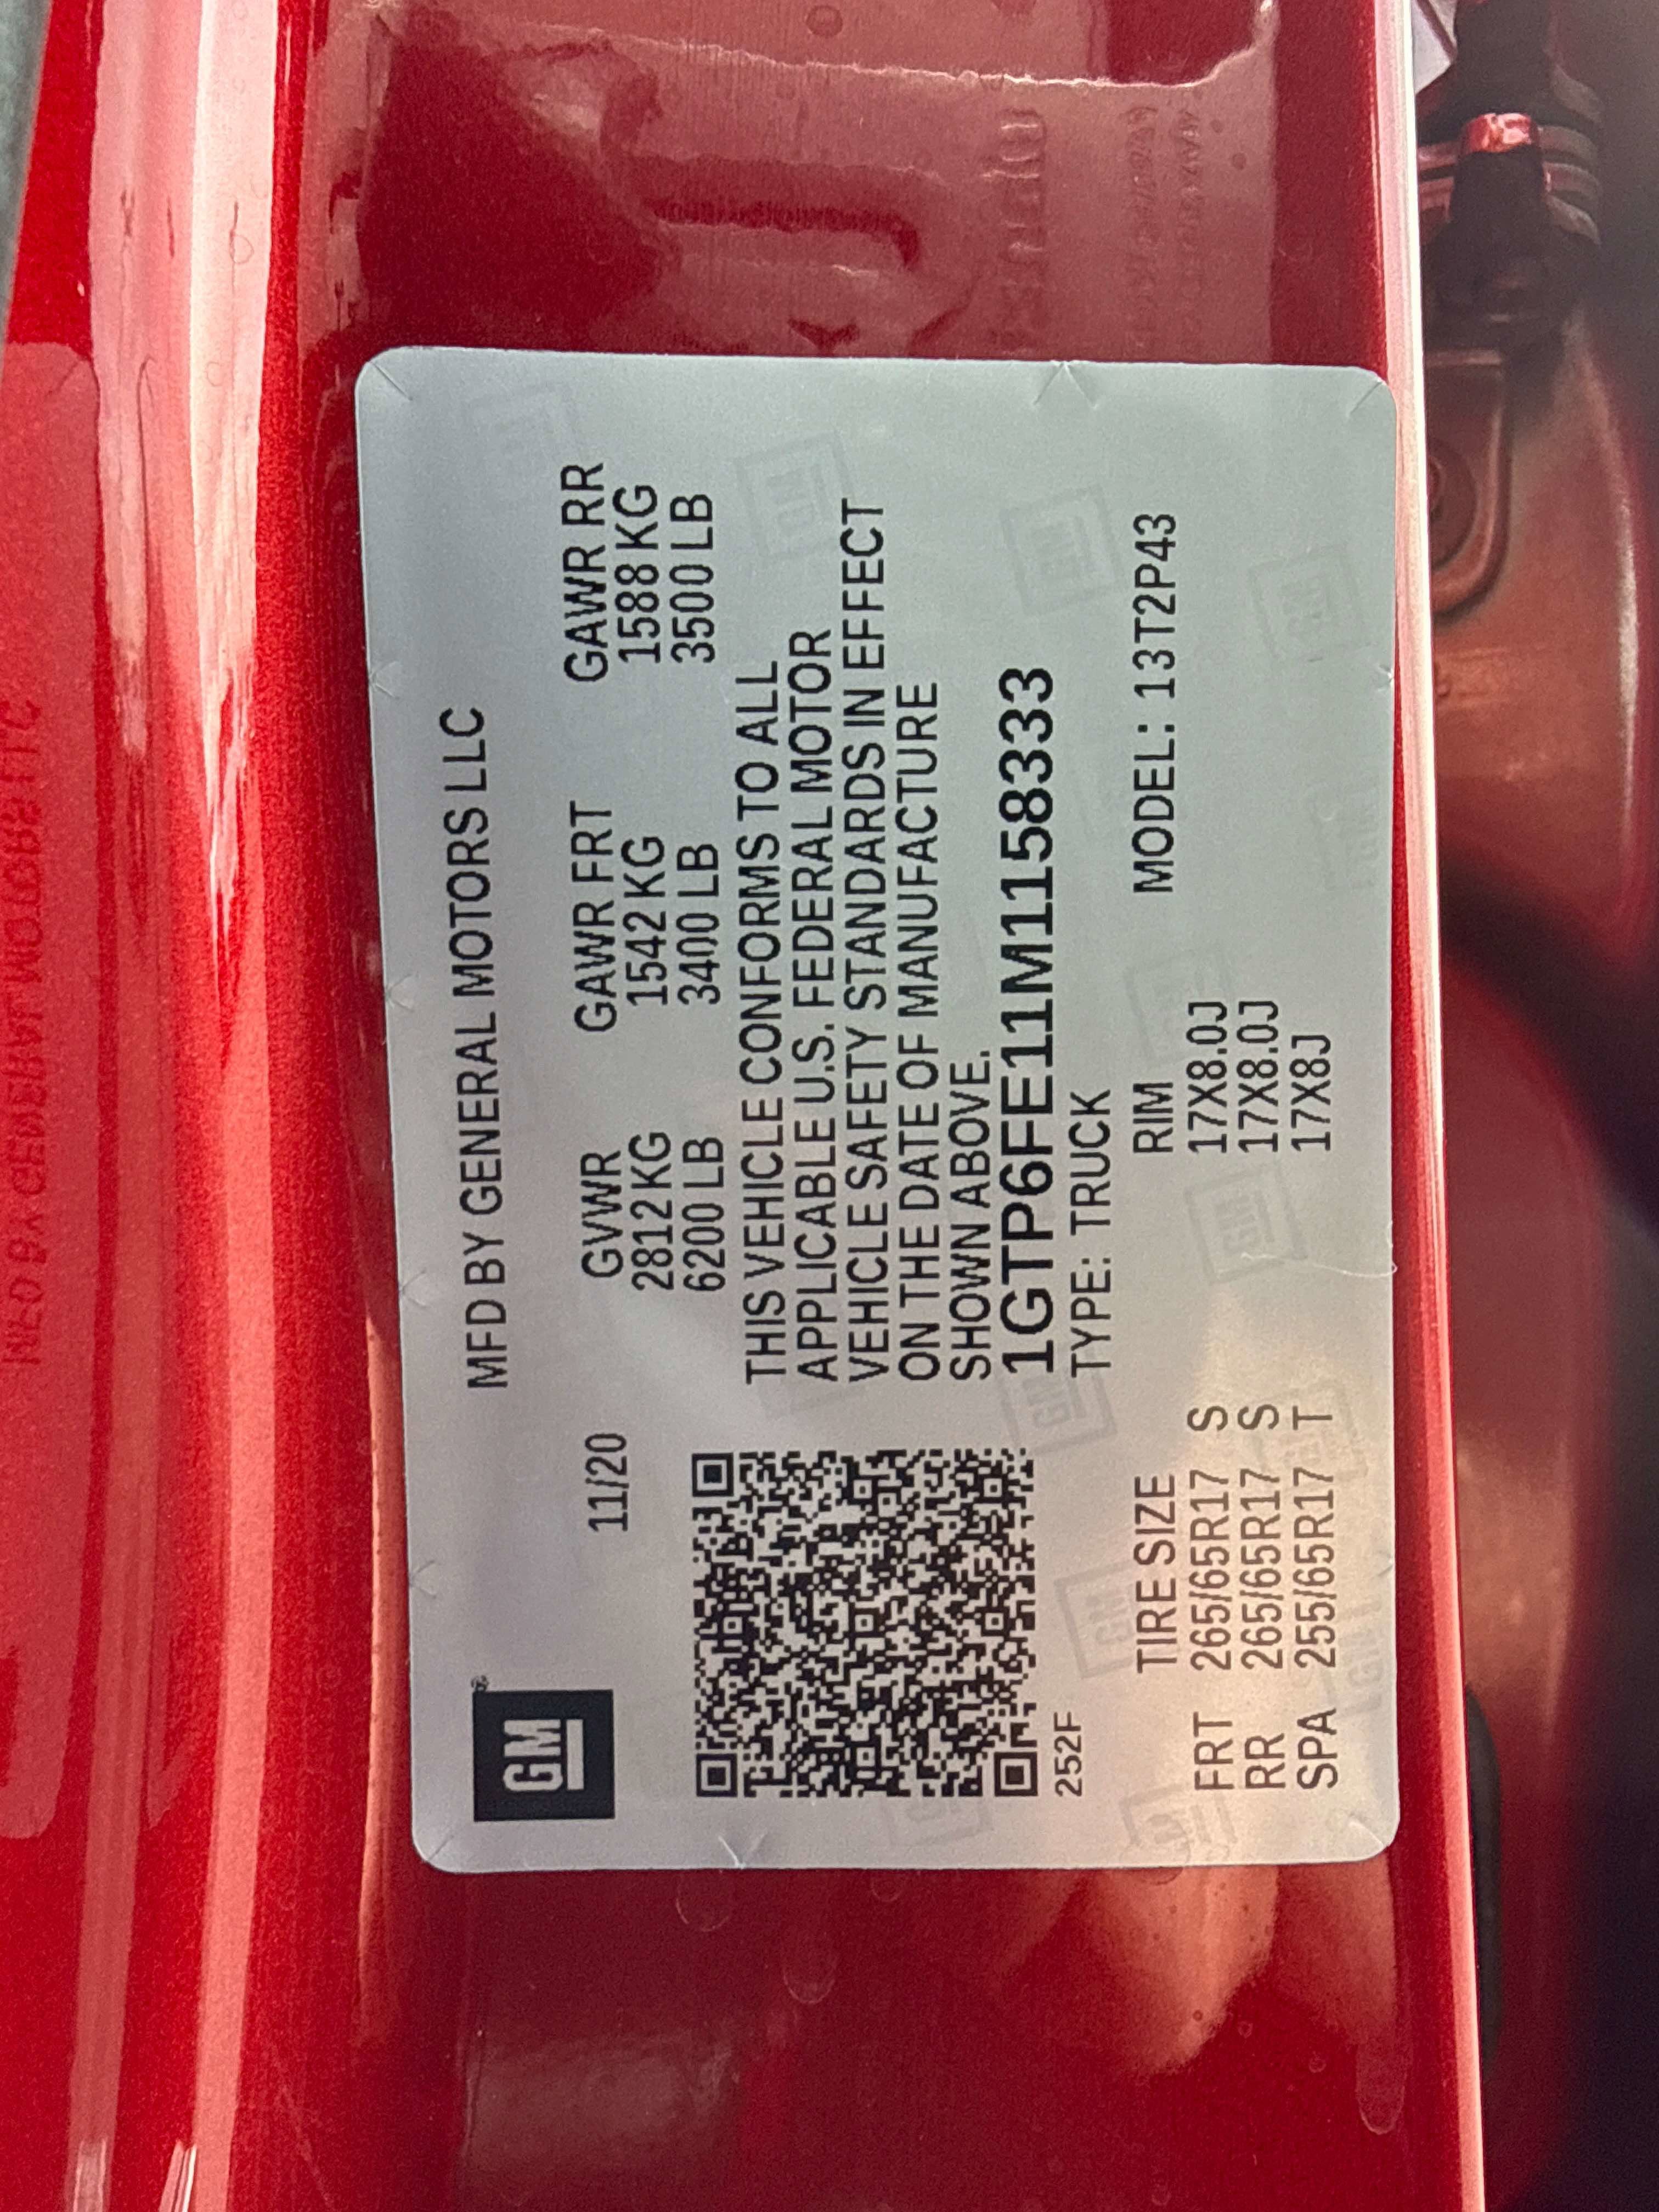 GM
MFD BY GENERAL MOTORS LLC
11/20
GVWR GAWR FRT GAWR RR
2812 KG 1542 KG 1588 KG
6200 LB 3400 LB 3500 LB
THIS VEHICLE CONFORMS TO ALL
APPLICABLE U.S. FEDERAL MOTOR
VEHICLE SAFETY STANDARDS IN EFFECT
ON THE DATE OF MANUFACTURE
SHOWN ABOVE.
1GTP6FE11M1158333
TYPE: TRUCK
252F
TIRE SIZE RIM MODEL: 13T2P43
FRT 265/65R17 S 17X8.0J
RR 265/65R17 S 17X8.0J
SPA 255/65R17 T 17X8J